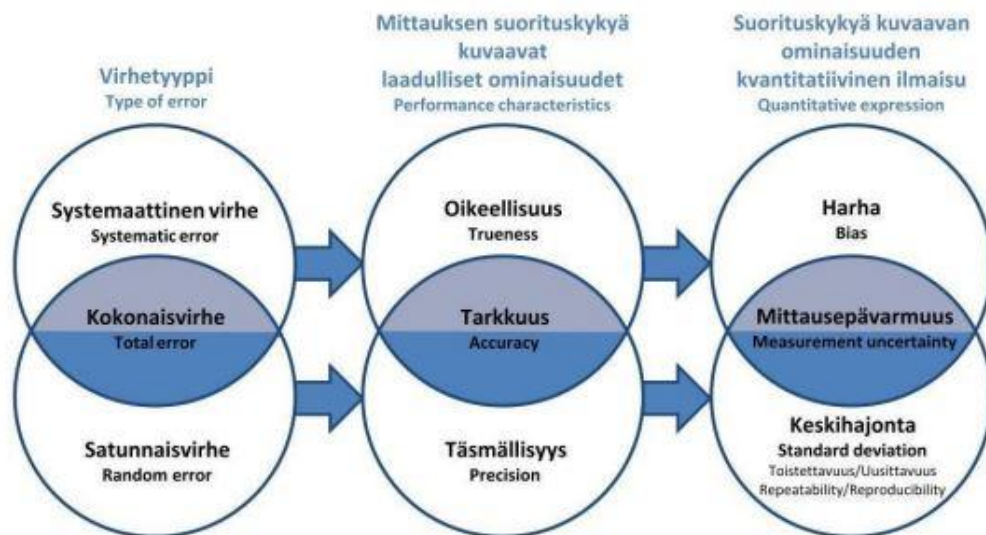 Virhetyyppi
Type of error
Mittauksen suorituskykyä
kuvaavat
laadulliset ominaisuudet
Performance characteristics
Suorituskykyä kuvaavan
ominaisuuden
kvantitatiivinen ilmaisu
Quantitative expression
Systemaattinen virhe
Systematic error
Oikeellisuus
Trueness
Harha
Bias
Kokonaisvirhe
Total error
Tarkkuus
Accuracy
Mittausepävarmuus
Measurement uncertainty
Satunnaisvirhe
Random error
Täsmällisyys
Precision
Keskihajonta
Standard deviation
Toistettavuus/Uusittavuus
Repeatability/Reproducibility